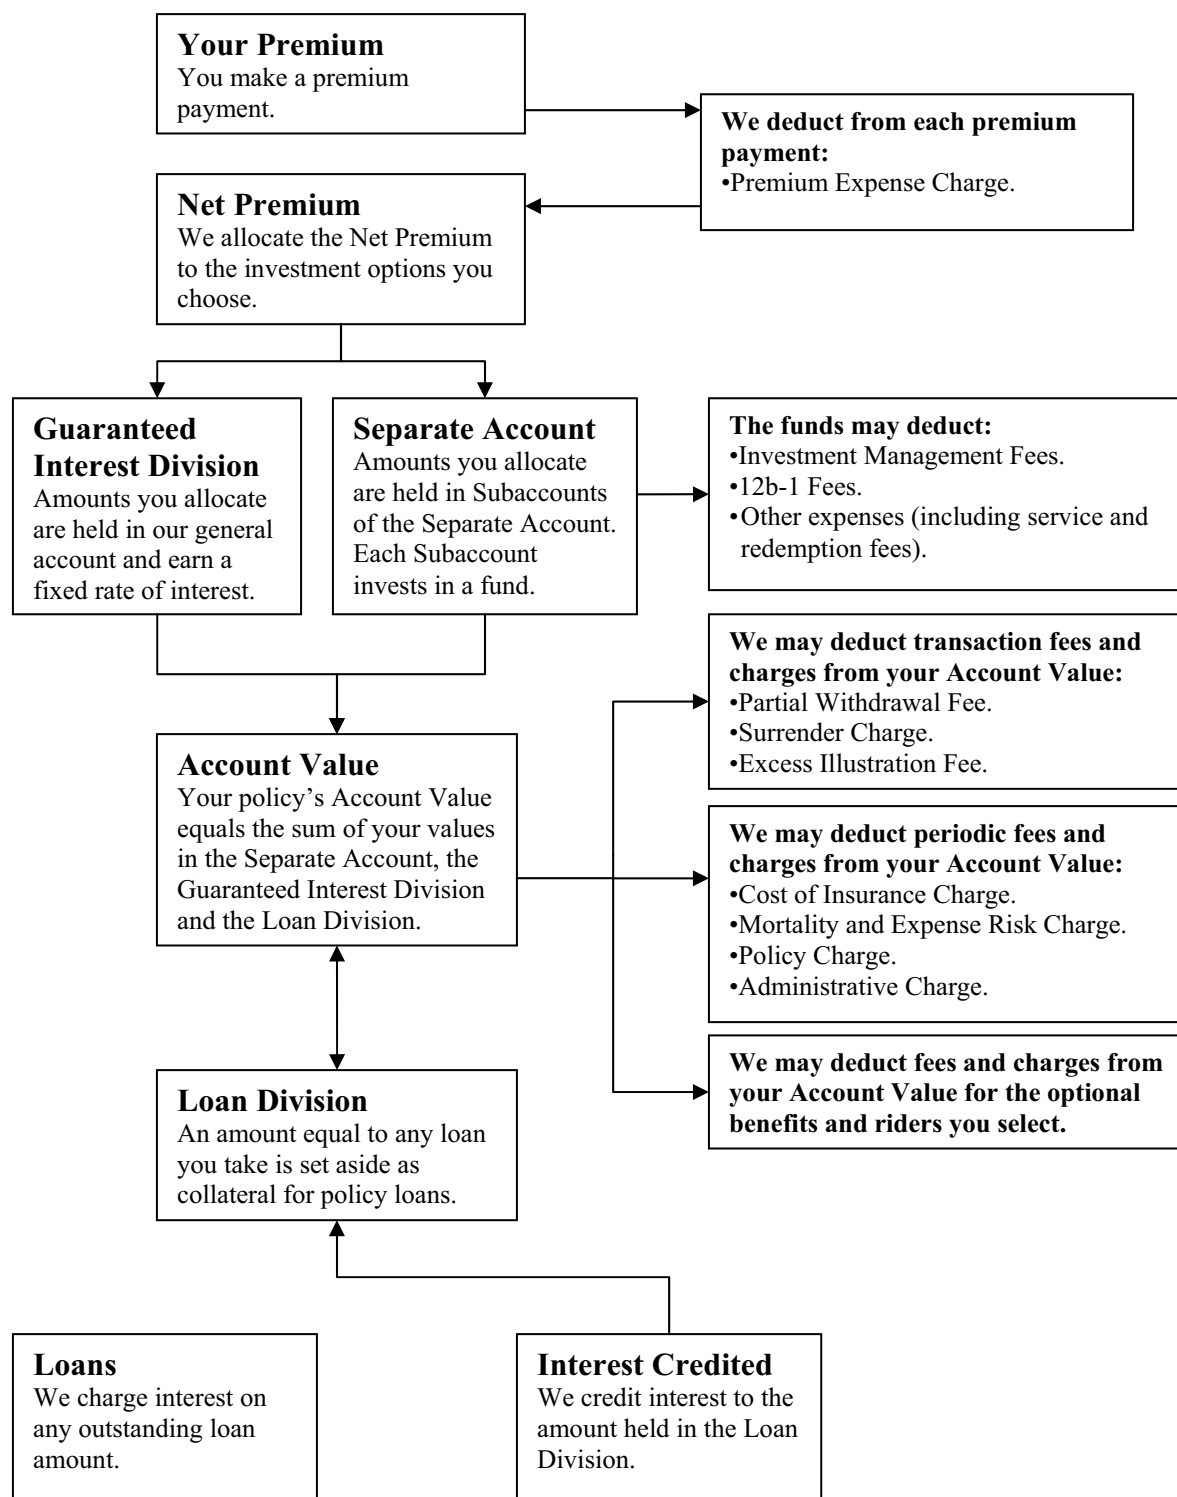 Your Premium
You make a premium
payment.
We deduct from each premium
payment:
•Premium Expense Charge.
Net Premium
We allocate the Net Premium
to the investment options you
choose.
Guaranteed
Interest Division
Amounts you allocate
are held in our general
account and earn a
fixed rate of interest.
Separate Account
Amounts you allocate
are held in Subaccounts
of the Separate Account.
Each Subaccount
invests in a fund.
The funds may deduct:
•Investment Management Fees.
•12b-1 Fees.
•Other expenses (including service and
redemption fees).
We may deduct transaction fees and
charges from your Account Value:
•Partial Withdrawal Fee.
•Surrender Charge.
•Excess Illustration Fee.
Account Value
Your policy’s Account Value
equals the sum of your values
in the Separate Account, the
Guaranteed Interest Division
and the Loan Division.
We may deduct periodic fees and
charges from your Account Value:
•Cost of Insurance Charge.
•Mortality and Expense Risk Charge.
•Policy Charge.
•Administrative Charge.
We may deduct fees and charges from
your Account Value for the optional
benefits and riders you select.
Loan Division
An amount equal to any loan
you take is set aside as
collateral for policy loans.
Loans
We charge interest on
any outstanding loan
amount.
Interest Credited
We credit interest to the
amount held in the Loan
Division.